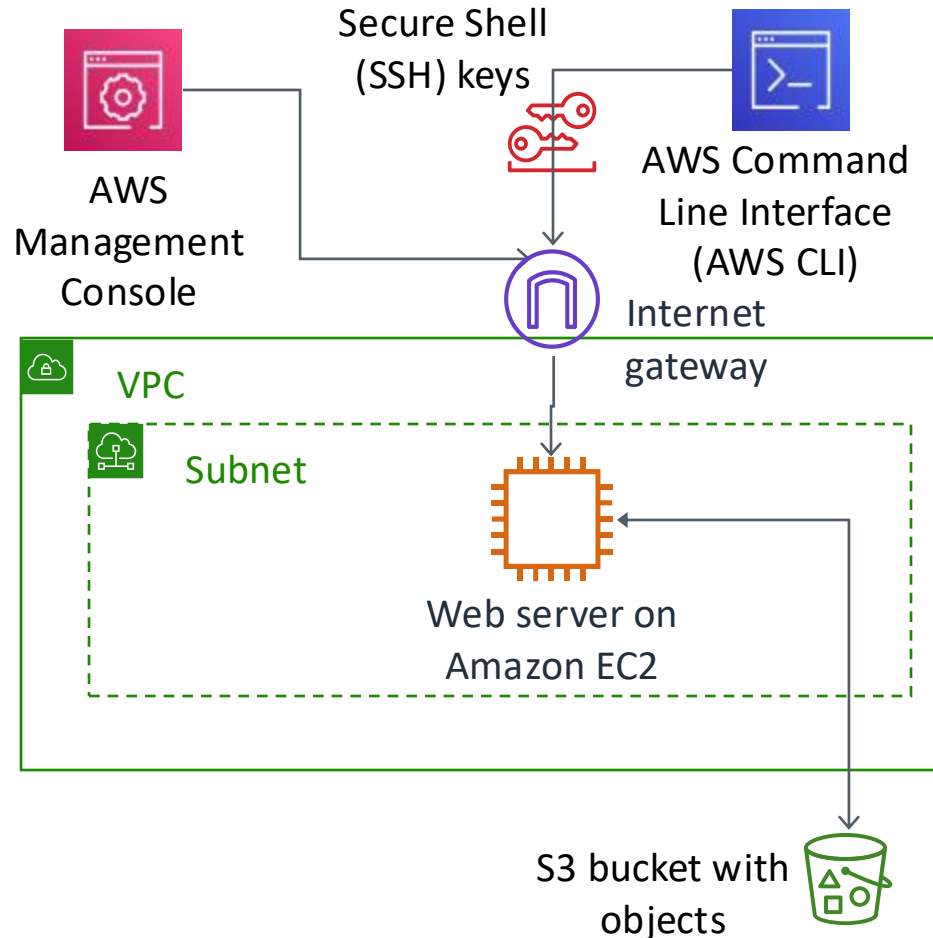 Secure Shell
(SSH) keys
AWS
Management
Console
AWS Command
Line Interface
(AWS CLI)
Internet
gateway
VPC
Subnet
Web server on
Amazon EC2
S3 bucket with
objects